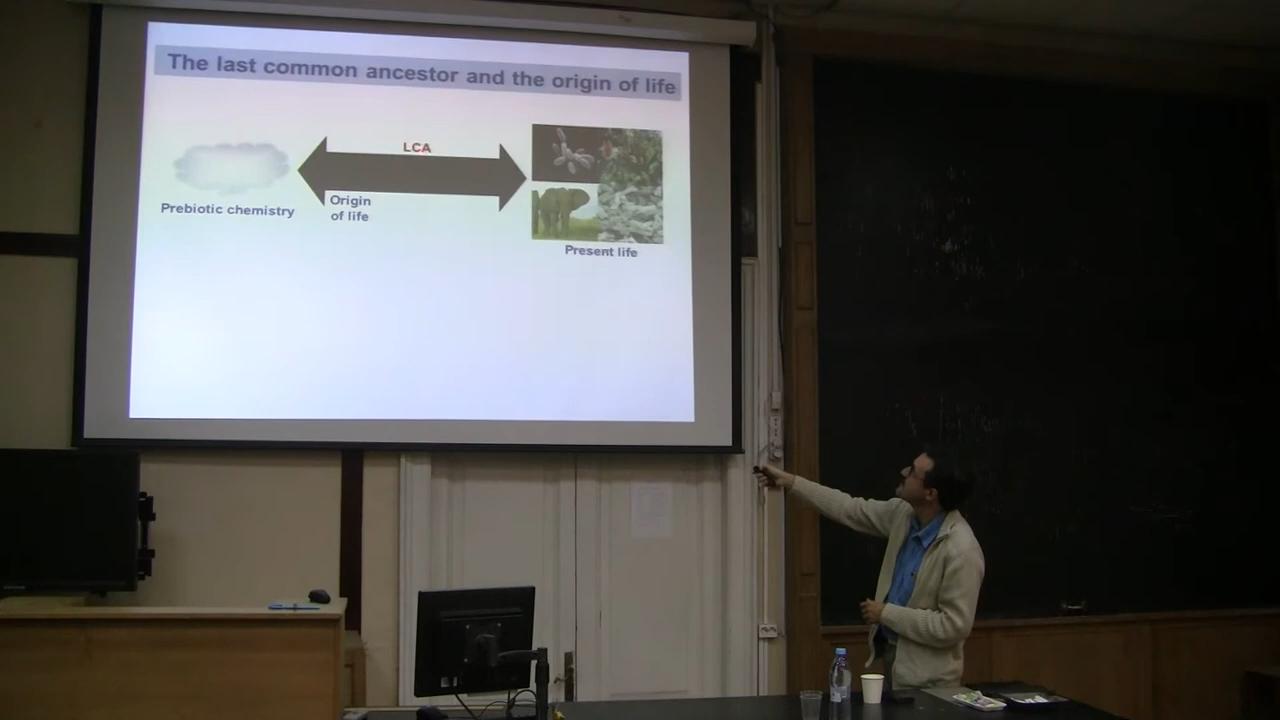 The last common ancestor and the origin of life
LCA
Origin
of life
Prebiotic chemistry
Present life